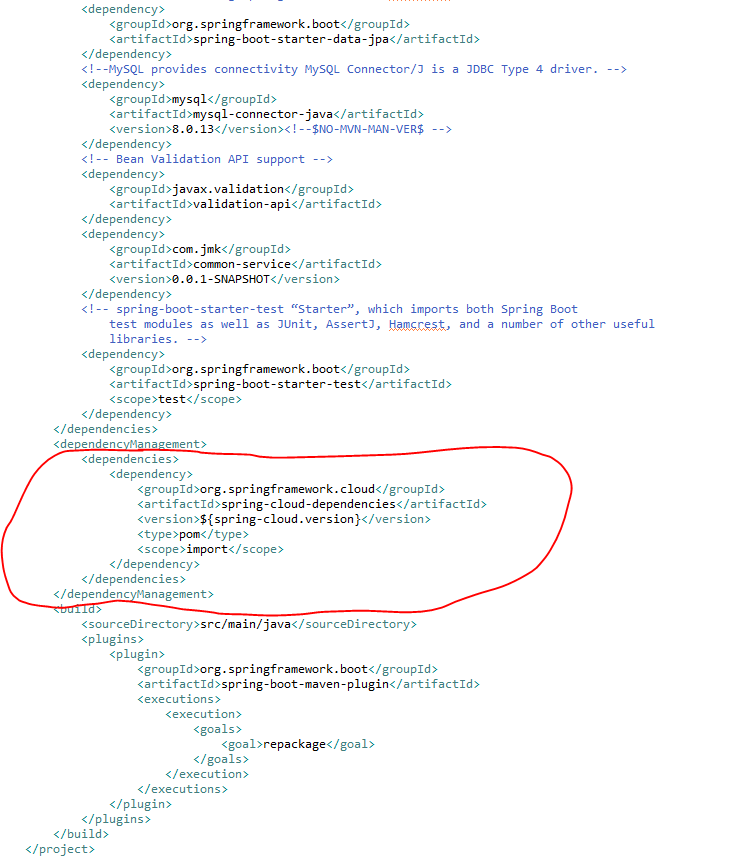 <dependency>
<groupId>org.springframework.boot</groupId>
<artifactId>spring-boot-starter-data-jpa</artifactId>
</dependency>
<!--MySQL provides connectivity MySQL Connector/J is a JDBC Type 4 driver. -->
<dependency>
<groupId>mysql</groupId>
<artifactId>mysql-connector-java</artifactId>
<version>8.0.13</version><!--$NO-MVN-MAN-VER$ -->
</dependency>
<!-- Bean Validation API support -->
<dependency>
<groupId>javax.validation</groupId>
<artifactId>validation-api</artifactId>
</dependency>
<dependency>
<groupId>com.jmk</groupId>
<artifactId>common-service</artifactId>
<version>0.0.1-SNAPSHOT</version>
</dependency>
<!-- spring-boot-starter-test “Starter”, which imports both Spring Boot
test modules as well as JUnit, AssertJ, Hamcrest, and a number of other useful
libraries. -->
<dependency>
<groupId>org.springframework.boot</groupId>
<artifactId>spring-boot-starter-test</artifactId>
<scope>test</scope>
</dependency>
</dependencies>
<dependencyManagement>
<dependencies>
<dependency>
<groupId>org.springframework.cloud</groupId>
<artifactId>spring-cloud-dependencies</artifactId>
<version>${spring-cloud.version}</version>
<type>pom</type>
<scope>import</scope>
</dependency>
</dependencies>
</dependencyManagement>
<build>
<sourceDirectory>src/main/java</sourceDirectory>
<plugins>
<plugin>
<groupId>org.springframework.boot</groupId>
<artifactId>spring-boot-maven-plugin</artifactId>
<executions>
<execution>
<goals>
<goal>repackage</goal>
</goals>
</execution>
</executions>
</plugin>
</plugins>
</build>
</project>